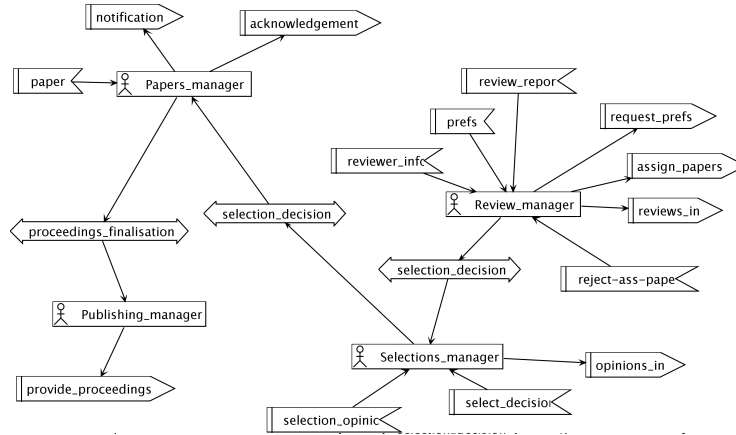 notification
acknowledgement
paper
Papers_manager
review_repor
prefs
request_prefs
reviewer_info
assign_papers
Review_manager
selection_decision
reviews_in
proceedings_finalisation
selection_decision
reject-ass-pape
Publishing_manager
Selections_manager
opinions_in
provide_proceedings
select_decision
selection_opinic